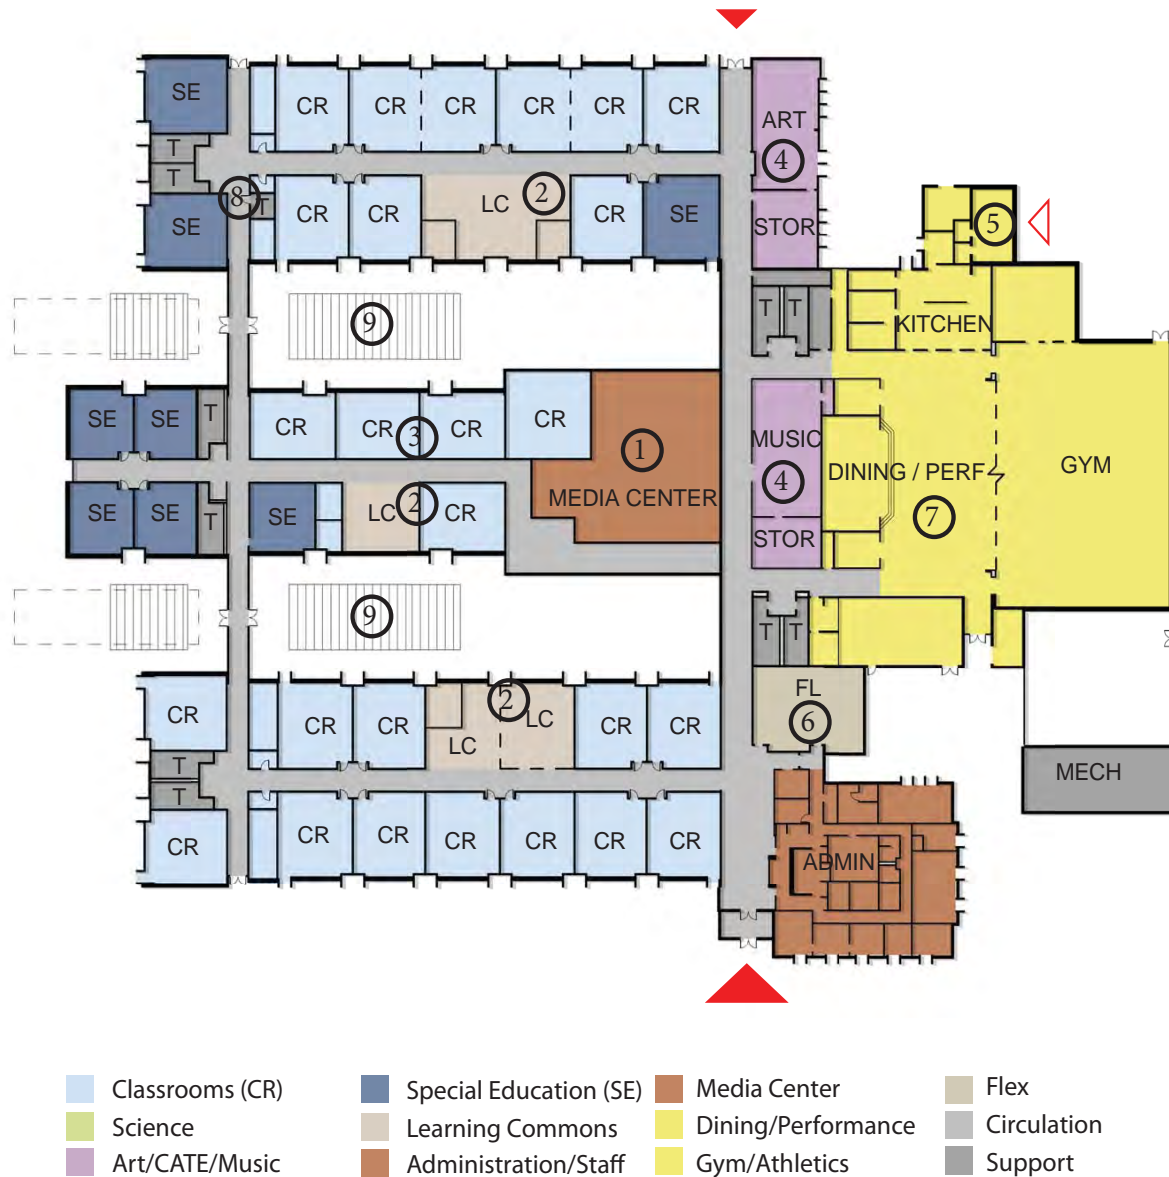 SE CR CR CR CR CR CR ART
T 4
T 8 T CR CR LC 2 CR SE STOR
SE 5
9 T T KITCHEN
SE SE T CR CR 3 CR CR 1 MUSIC GYM
MEDIA CENTER 4 DINING / PERF
SE SE T SE LC 2 CR STOR 7
9 T T
CR CR CR LC 2 LC CR CR FL
6
T MECH
T
CR CR CR CR CR CR CR ADMIN
Classrooms (CR) Special Education (SE) Media Center Flex
Science Learning Commons Dining/Performance Circulation
Art/CATE/Music Administration/Staff Gym/Athletics Support